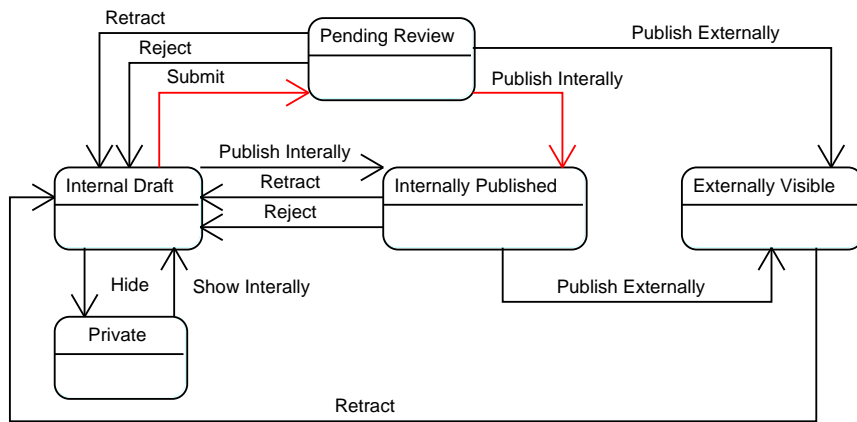 Retract
Pending Review
Reject
Publish Externally
Submit
Publish Interally
Publish Interally
Internal Draft
Retract
Internally Published
Externally Visible
Reject
Hide
Show Interally
Publish Externally
Private
Retract